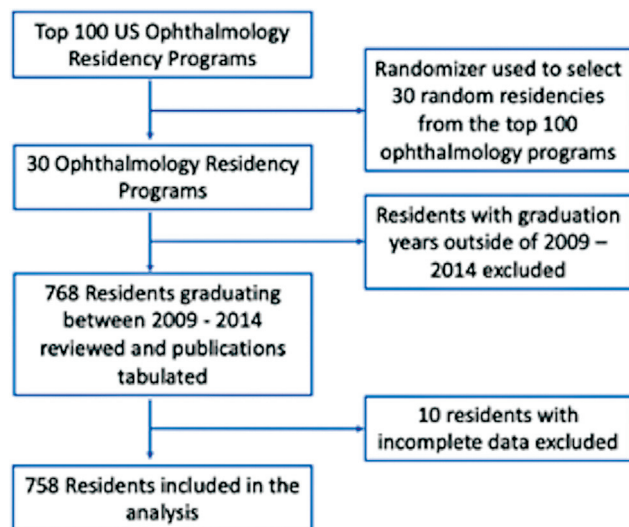 Top 100 US Ophthalmology
Residency Programs
Randomizer used to select
30 random residencies
from the top 100
ophthalmology programs
30 Ophthalmology Residency
Programs
Residents with graduation
years outside of 2009 –
2014 excluded
768 Residents graduating
between 2009 - 2014
reviewed and publications
tabulated
10 residents with
incomplete data excluded
758 Residents included in the
analysis